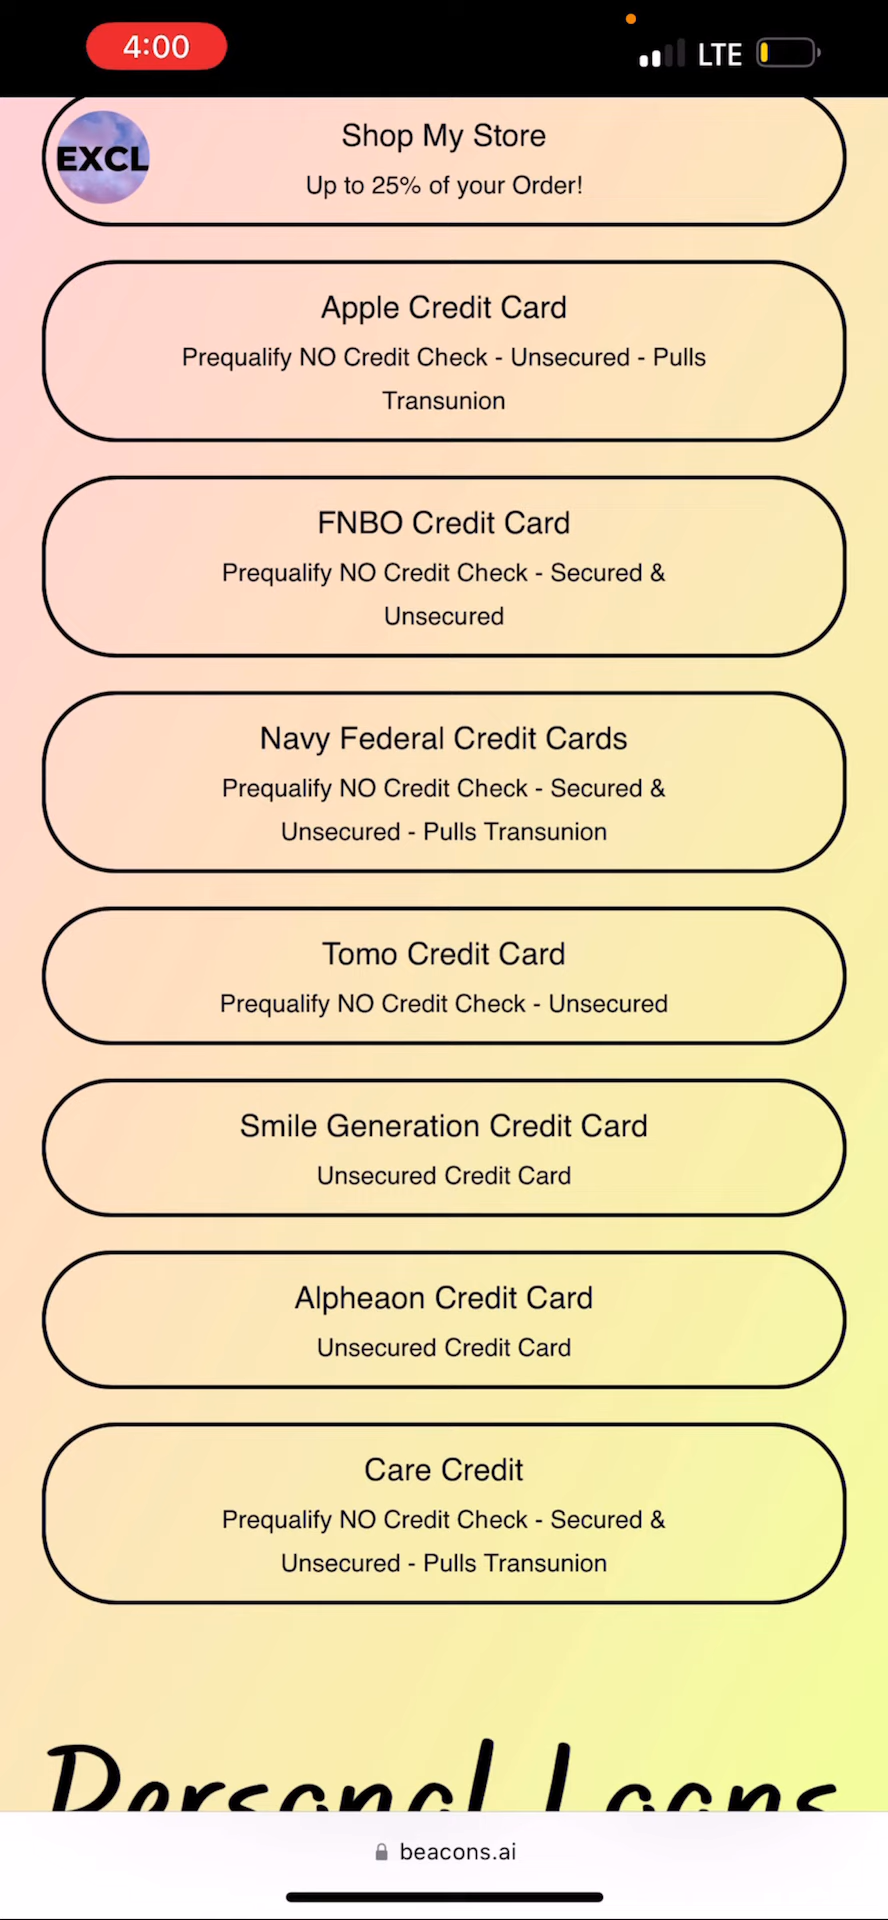 4:00
LTE
EXCL
Shop My Store
Up to 25% of your Order!
Apple Credit Card
Prequalify NO Credit Check - Unsecured - Pulls
Transunion
FNBO Credit Card
Prequalify NO Credit Check - Secured &
Unsecured
Navy Federal Credit Cards
Prequalify NO Credit Check - Secured &
Unsecured - Pulls Transunion
Tomo Credit Card
Prequalify NO Credit Check - Unsecured
Smile Generation Credit Card
Unsecured Credit Card
Alpheaon Credit Card
Unsecured Credit Card
Care Credit
Prequalify NO Credit Check - Secured &
Unsecured - Pulls Transunion
Personal Loans
beacons.ai